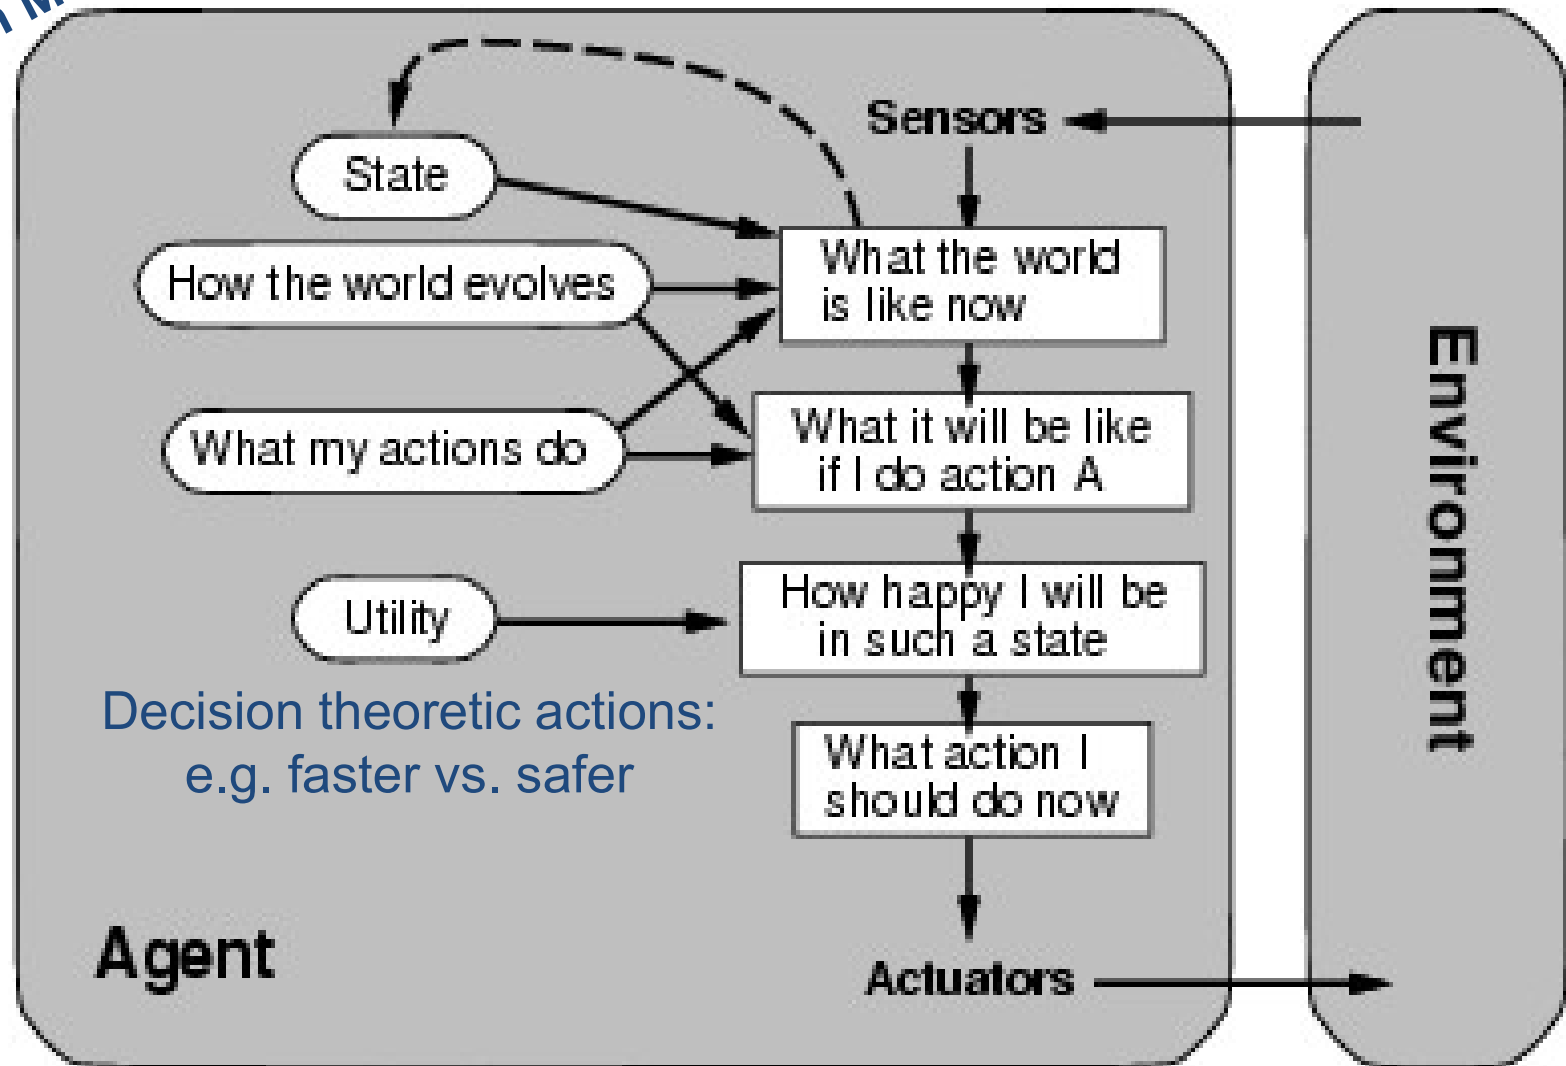 Sensors
State
What the world
is like now
How the world evolves
What it will be like
if I do action A
What my actions do
How happy I will be
in such a state
Utility
Decision theoretic actions:
e.g. faster vs. safer
What action I
should do now
Agent
Actuators
Environment